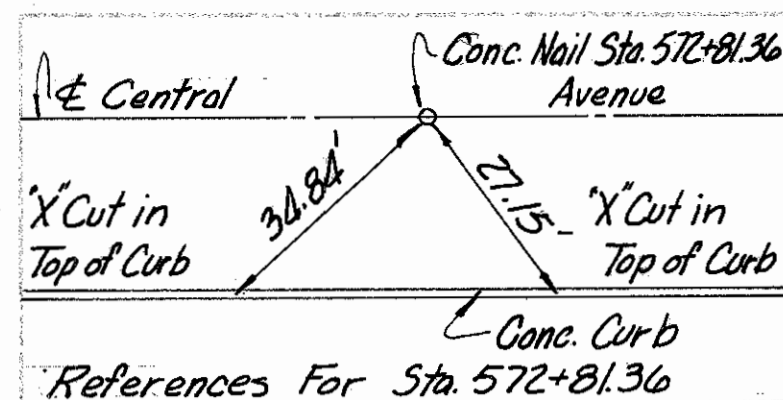 Conc. Nail Sta. 572+81.36
℄ Central Avenue
34.84'
27.15'
"X" Cut in
Top of Curb
"X" Cut in
Top of Curb
Conc. Curb
References For Sta. 572+81.36